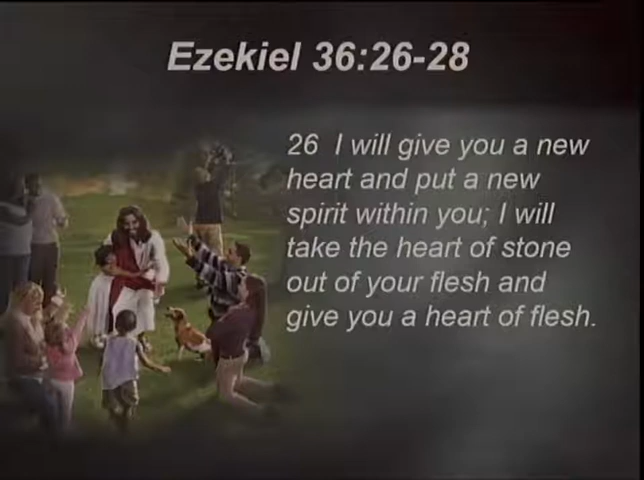 Ezekiel 36:26-28
26 I will give you a new
heart and put a new
spirit within you; I will
take the heart of stone
out of your flesh and
give you a heart of flesh.